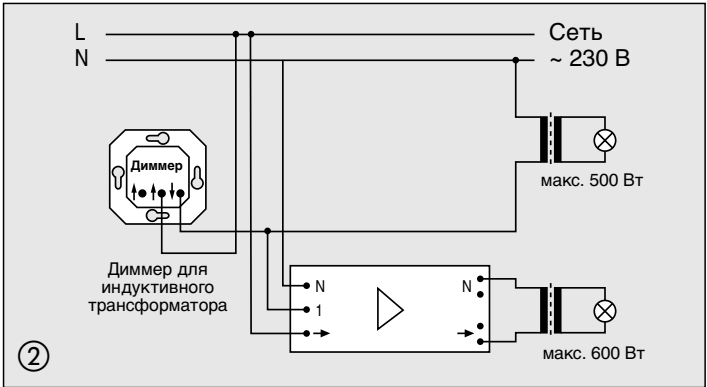 L Сеть
N ~ 230 В
Диммер
макс. 500 Вт
Диммер для
индуктивного
трансформатора
N N
1
макс. 600 Вт
2